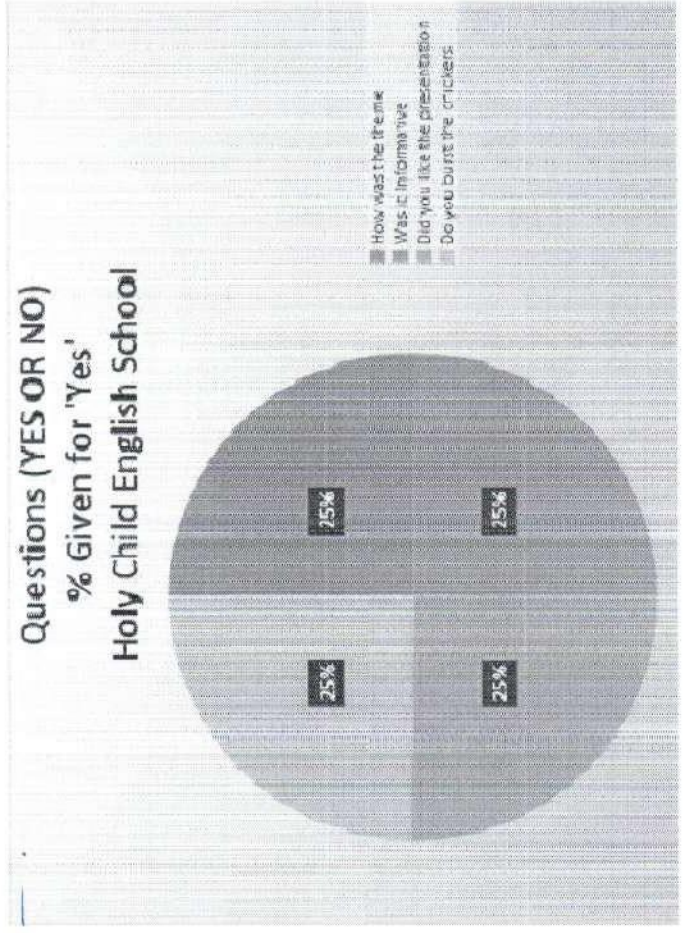 Questions (YES OR NO)
% Given for 'Yes'
Holy Child English School
25%
25%
25%
25%
How was the theme
Was it Informative
Did you like the presentation
Do you burst the crickers